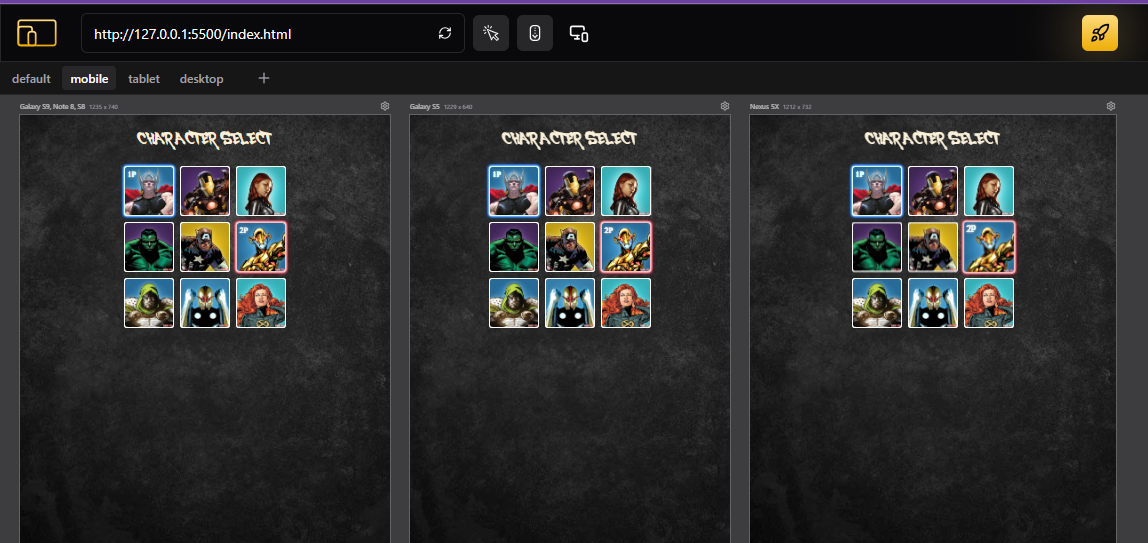 http://127.0.0.1:5500/index.html
default mobile tablet desktop
Galaxy S9, Note 8, S8 1235 x 740
CHARACTER SELECT
1P
2P
Galaxy S5 1229 x 640
CHARACTER SELECT
1P
2P
Nexus 5X 1212 x 732
CHARACTER SELECT
1P
2P